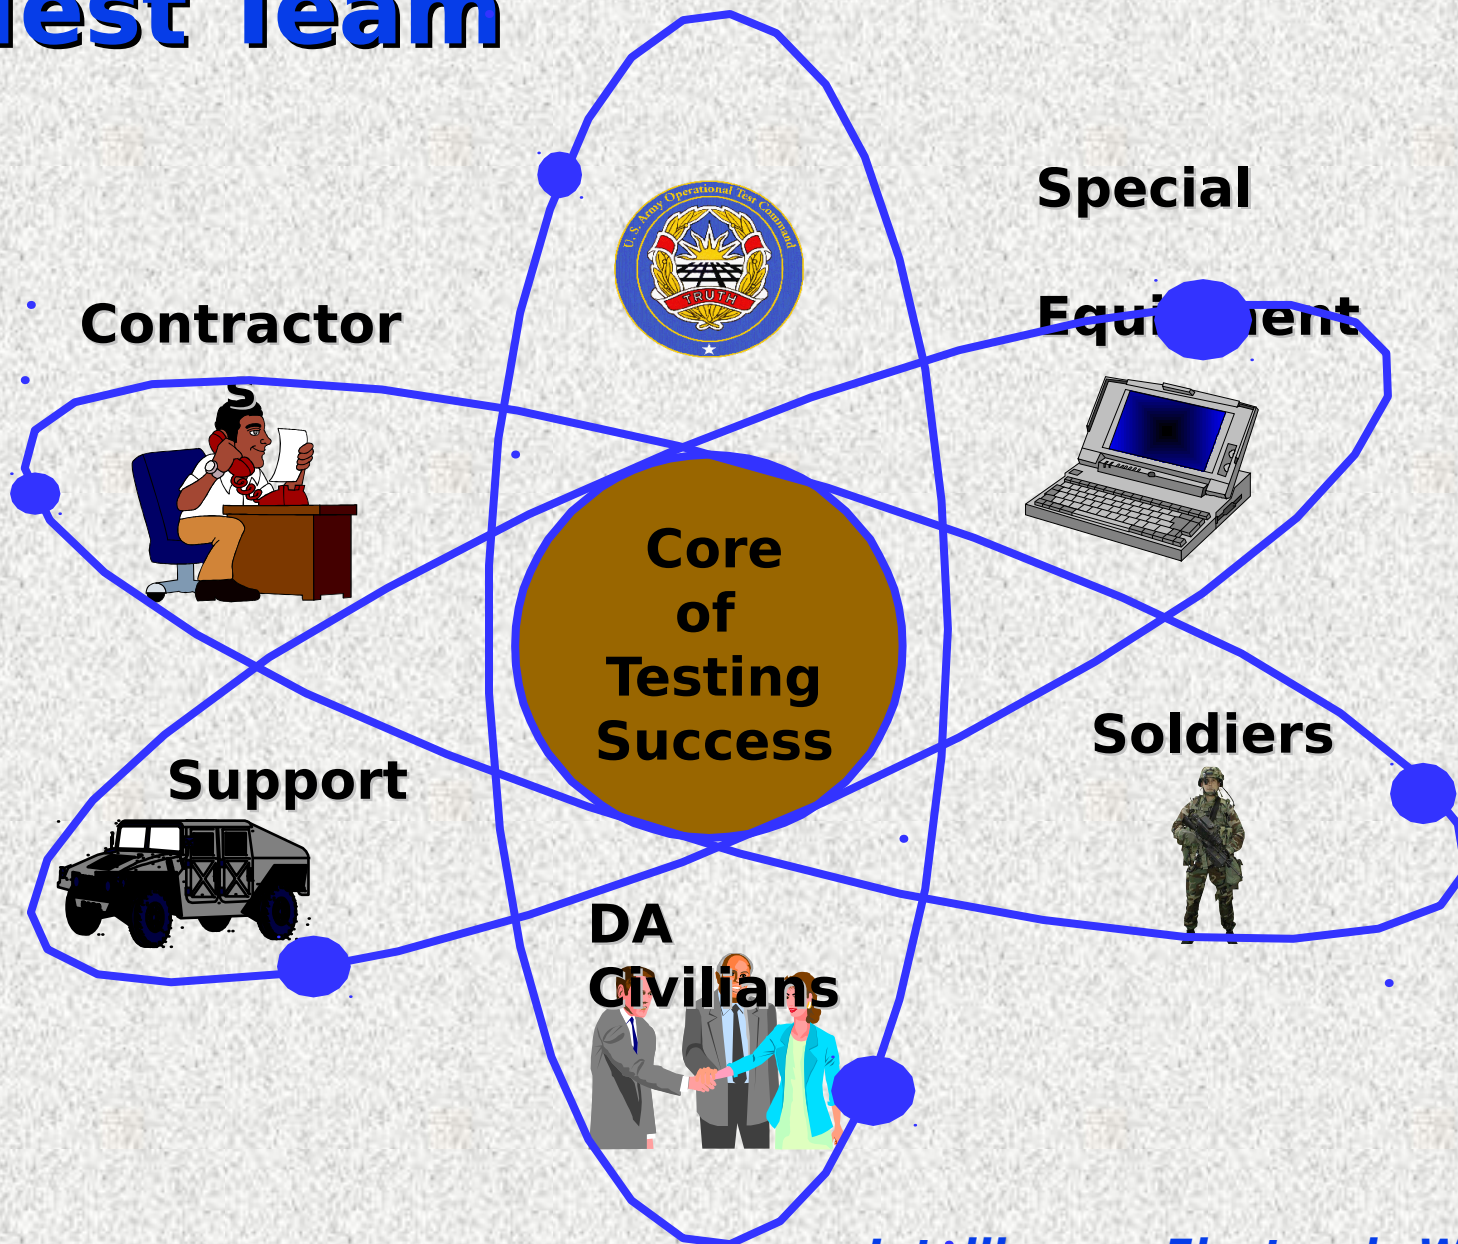 Test Team
U. S. Army Operational Test Command
TRUTH
Special
Equipment
Contractor
s
Core
of
Testing
Success
Soldiers
Support
DA
Civilians